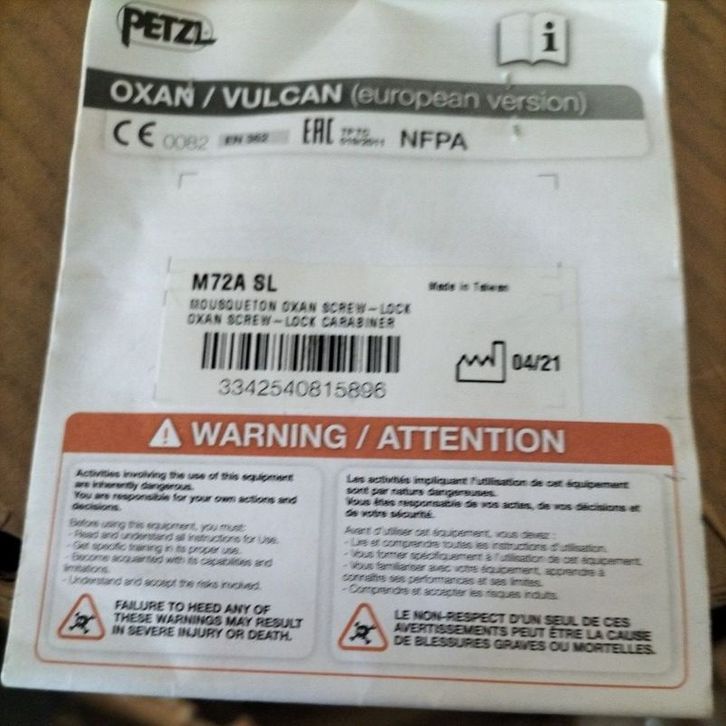 PETZL
i
OXAN / VULCAN (european version)
CE 0082 EN 362 EAC TP TC 019/2011 NFPA
M72A SL
Made in Taiwan
MOUSQUETON OXAN SCREW-LOCK
OXAN SCREW-LOCK CARABINER
04/21
3342540815896
WARNING / ATTENTION
Activities involving the use of this equipment
are inherently dangerous.
You are responsible for your own actions and
decisions.
Before using this equipment, you must:
- Read and understand all Instructions for Use.
- Get specific training in its proper use.
- Become acquainted with its capabilities and
limitations.
- Understand and accept the risks involved.
FAILURE TO HEED ANY OF
THESE WARNINGS MAY RESULT
IN SEVERE INJURY OR DEATH.
Les activités impliquant l'utilisation de cet équipement
sont par nature dangereuses.
Vous êtes responsable de vos actes, de vos décisions et
de votre sécurité.
Avant d'utiliser cet équipement, vous devez :
- Lire et comprendre toutes les instructions d'utilisation.
- Vous former spécifiquement à l'utilisation de cet équipement.
- Vous familiariser avec votre équipement, apprendre à
connaître ses performances et ses limites.
- Comprendre et accepter les risques induits.
LE NON-RESPECT D'UN SEUL DE CES
AVERTISSEMENTS PEUT ÊTRE LA CAUSE
DE BLESSURES GRAVES OU MORTELLES.